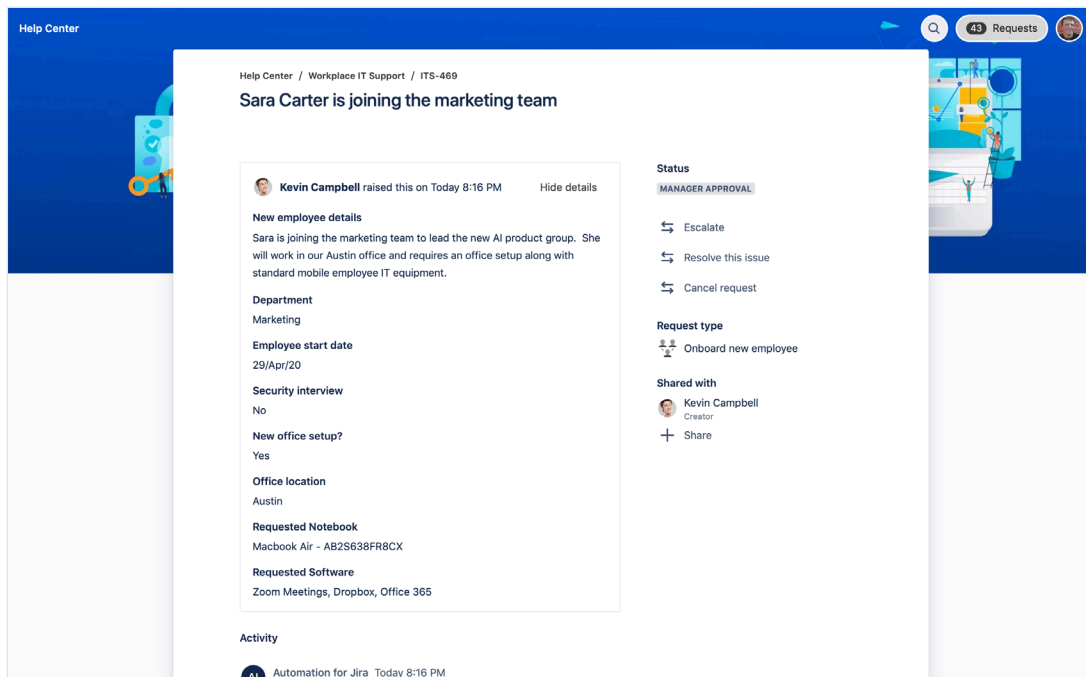 Help Center
43 Requests
Help Center / Workplace IT Support / ITS-469
Sara Carter is joining the marketing team
Kevin Campbell raised this on Today 8:16 PM Hide details
New employee details
Sara is joining the marketing team to lead the new AI product group. She
will work in our Austin office and requires an office setup along with
standard mobile employee IT equipment.
Department
Marketing
Employee start date
29/Apr/20
Security interview
No
New office setup?
Yes
Office location
Austin
Requested Notebook
Macbook Air - AB2S638FR8CX
Requested Software
Zoom Meetings, Dropbox, Office 365
Status
MANAGER APPROVAL
Escalate
Resolve this issue
Cancel request
Request type
Onboard new employee
Shared with
Kevin Campbell
Creator
Share
Activity
Automation for Jira Today 8:16 PM